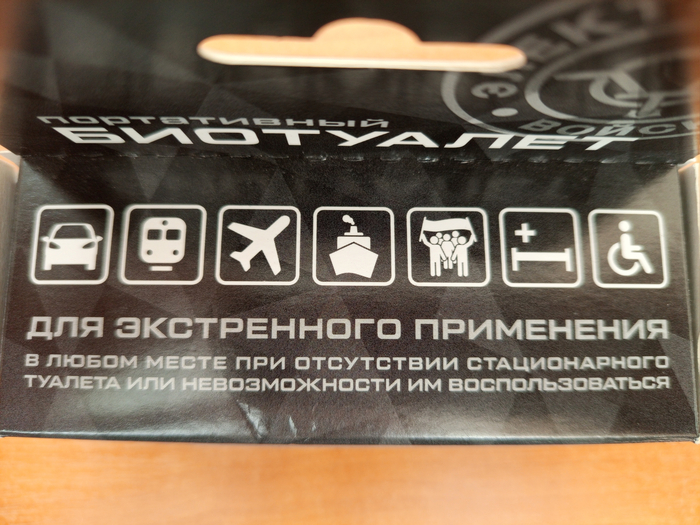 портативный
БИОТУАЛЕТ
ДЛЯ ЭКСТРЕННОГО ПРИМЕНЕНИЯ
В ЛЮБОМ МЕСТЕ ПРИ ОТСУТСТВИИ СТАЦИОНАРНОГО
ТУАЛЕТА ИЛИ НЕВОЗМОЖНОСТИ ИМ ВОСПОЛЬЗОВАТЬСЯ